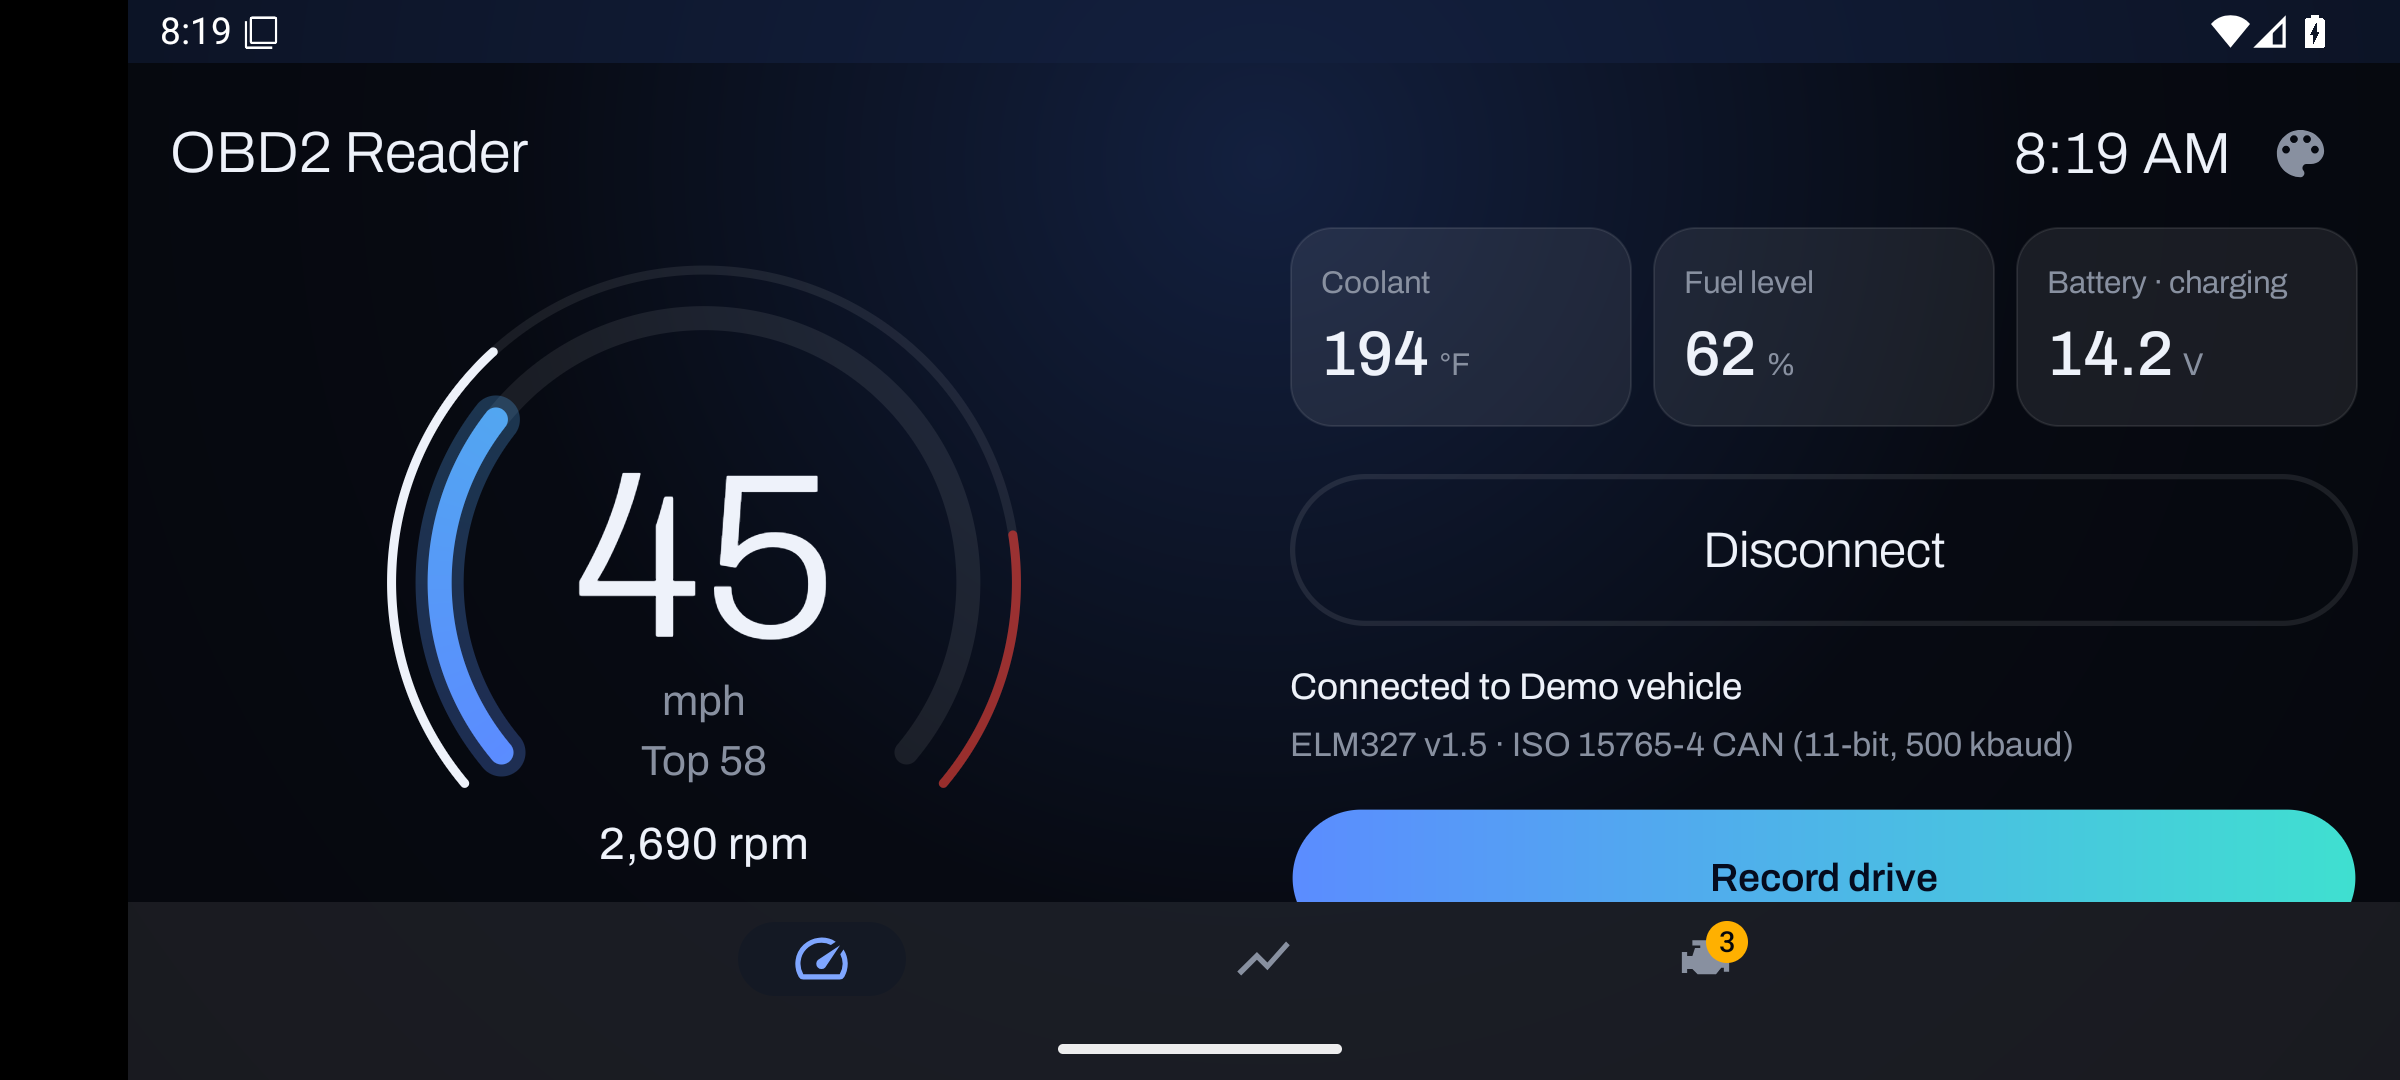 8:19
OBD2 Reader
8:19 AM
45
mph
Top 58
2,690 rpm
Coolant
194 °F
Fuel level
62 %
Battery · charging
14.2 V
Disconnect
Connected to Demo vehicle
ELM327 v1.5 · ISO 15765-4 CAN (11-bit, 500 kbaud)
Record drive
3